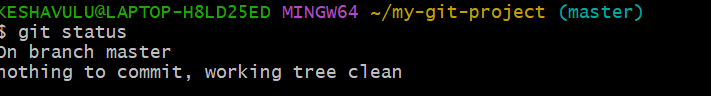 KESHAVULU@LAPTOP-H8LD25ED MINGW64 ~/my-git-project (master)
$ git status
On branch master
nothing to commit, working tree clean